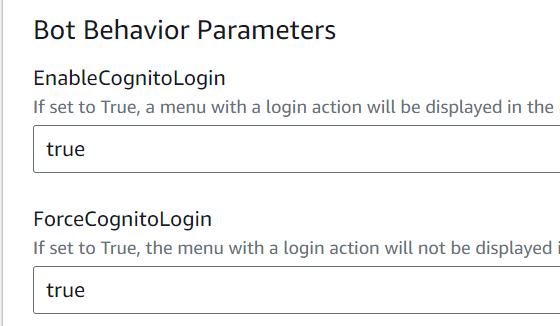 Bot Behavior Parameters
EnableCognitoLogin
If set to True, a menu with a login action will be displayed in the
true
ForceCognitoLogin
If set to True, the menu with a login action will not be displayed
true